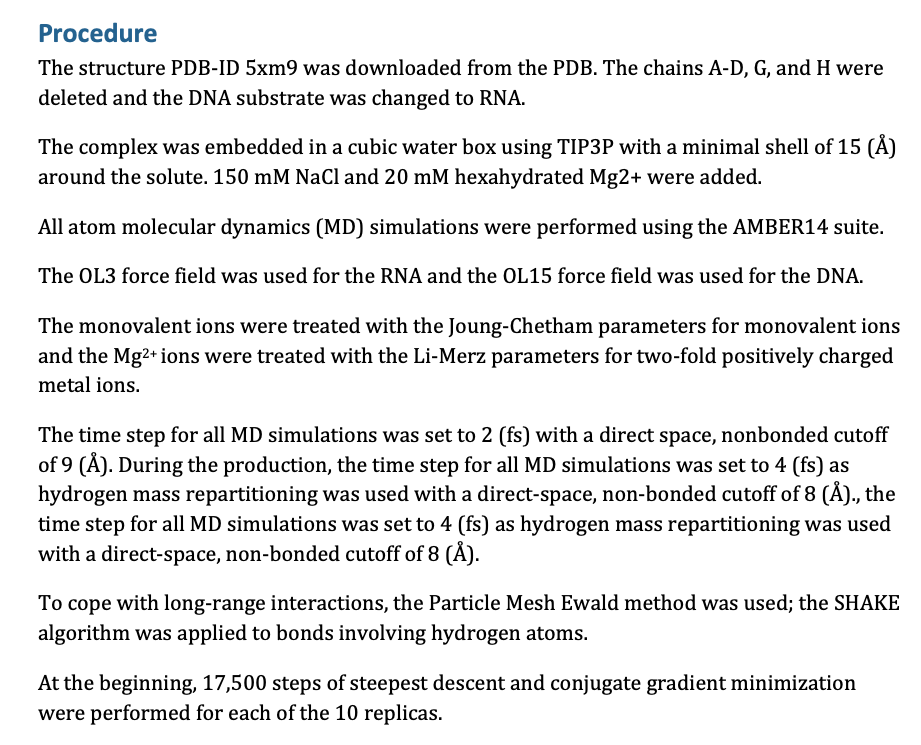 Procedure
The structure PDB-ID 5xm9 was downloaded from the PDB. The chains A-D, G, and H were
deleted and the DNA substrate was changed to RNA.
The complex was embedded in a cubic water box using TIP3P with a minimal shell of 15 (Å)
around the solute. 150 mM NaCl and 20 mM hexahydrated Mg2+ were added.
All atom molecular dynamics (MD) simulations were performed using the AMBER14 suite.
The OL3 force field was used for the RNA and the OL15 force field was used for the DNA.
The monovalent ions were treated with the Joung-Chetham parameters for monovalent ions
and the Mg²⁺ ions were treated with the Li-Merz parameters for two-fold positively charged
metal ions.
The time step for all MD simulations was set to 2 (fs) with a direct space, nonbonded cutoff
of 9 (Å). During the production, the time step for all MD simulations was set to 4 (fs) as
hydrogen mass repartitioning was used with a direct-space, non-bonded cutoff of 8 (Å)., the
time step for all MD simulations was set to 4 (fs) as hydrogen mass repartitioning was used
with a direct-space, non-bonded cutoff of 8 (Å).
To cope with long-range interactions, the Particle Mesh Ewald method was used; the SHAKE
algorithm was applied to bonds involving hydrogen atoms.
At the beginning, 17,500 steps of steepest descent and conjugate gradient minimization
were performed for each of the 10 replicas.